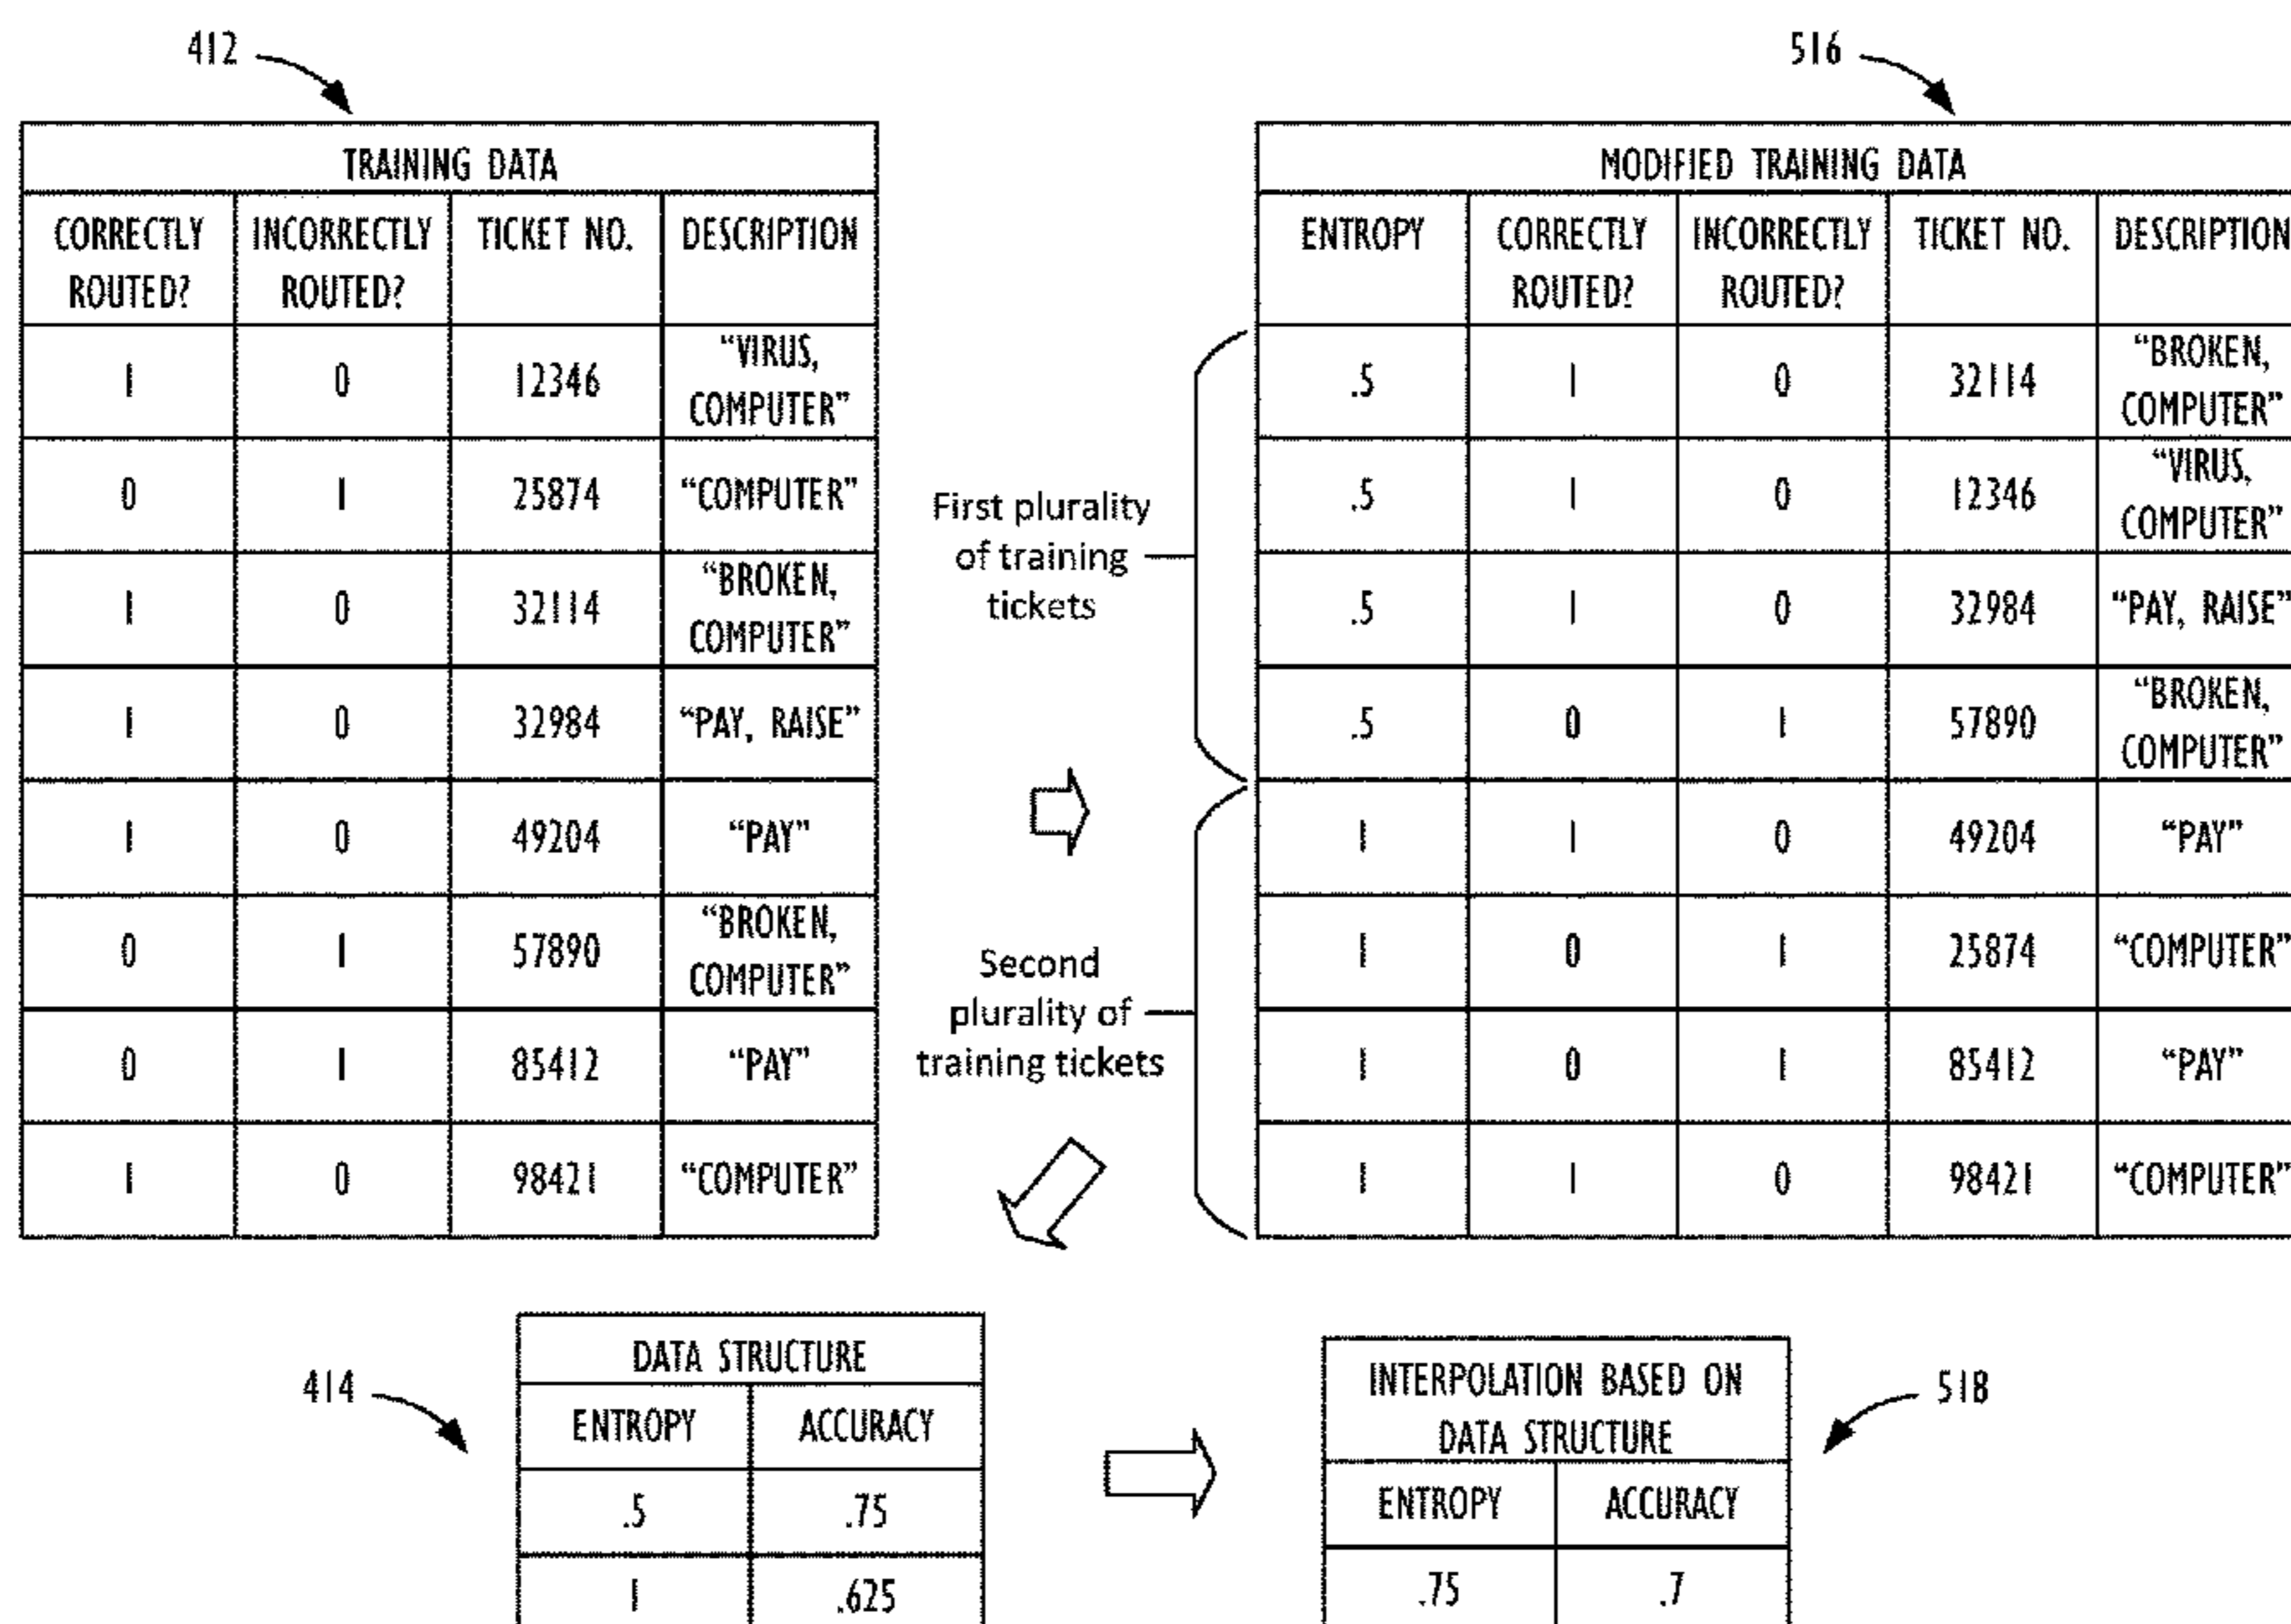 412
TRAINING DATA
CORRECTLY ROUTED? INCORRECTLY ROUTED? TICKET NO. DESCRIPTION
1 0 12346 “VIRUS, COMPUTER”
0 1 25874 “COMPUTER”
1 0 32114 “BROKEN, COMPUTER”
1 0 32984 “PAY, RAISE”
1 0 49204 “PAY”
0 1 57890 “BROKEN, COMPUTER”
0 1 85412 “PAY”
1 0 98421 “COMPUTER”
First plurality
of training
tickets
Second
plurality of
training tickets
516
MODIFIED TRAINING DATA
ENTROPY CORRECTLY ROUTED? INCORRECTLY ROUTED? TICKET NO. DESCRIPTION
.5 1 0 32114 “BROKEN, COMPUTER”
.5 1 0 12346 “VIRUS, COMPUTER”
.5 1 0 32984 “PAY, RAISE”
.5 0 1 57890 “BROKEN, COMPUTER”
1 1 0 49204 “PAY”
1 0 1 25874 “COMPUTER”
1 0 1 85412 “PAY”
1 1 0 98421 “COMPUTER”
414
DATA STRUCTURE
ENTROPY ACCURACY
.5 .75
1 .625
INTERPOLATION BASED ON
DATA STRUCTURE
ENTROPY ACCURACY
.75 .7
518